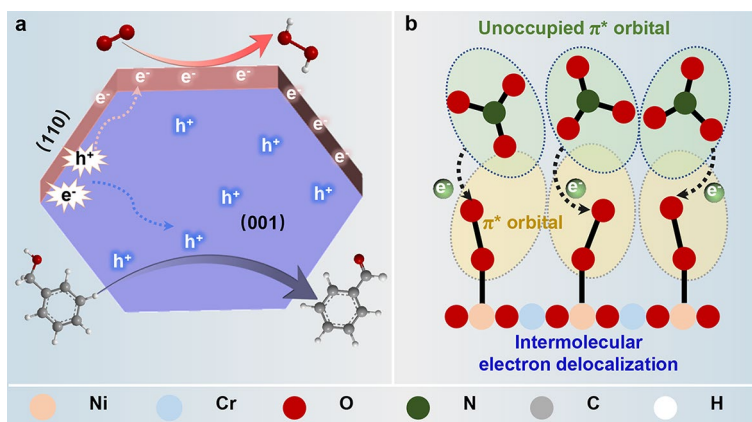 a
e⁻ e⁻ e⁻
e⁻
e⁻
e⁻
e⁻
(110)
h⁺
e⁻
h⁺
h⁺
h⁺
h⁺
(001)
h⁺
h⁺
b
Unoccupied π* orbital
e⁻
e⁻
e⁻
π* orbital
Intermolecular
electron delocalization
Ni
Cr
O
N
C
H